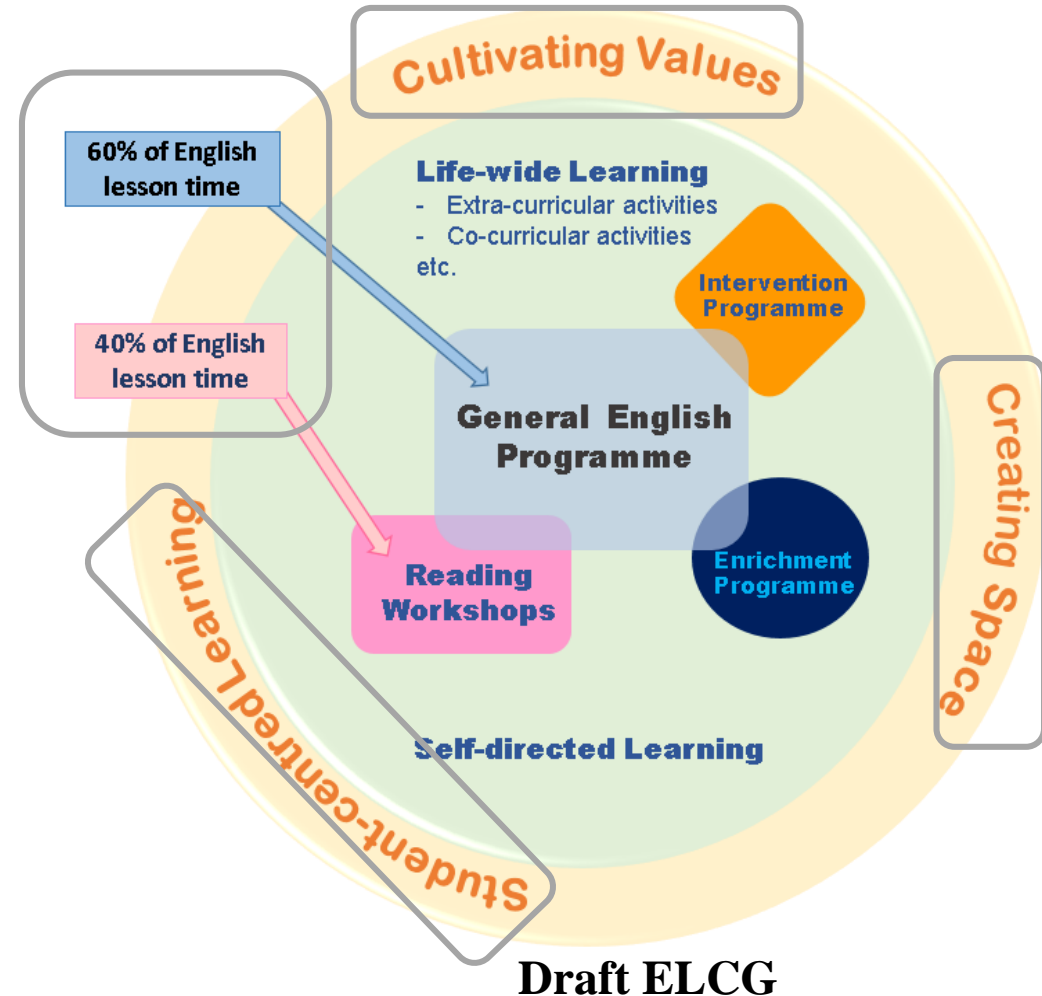 Cultivating Values
60% of English
lesson time
Life-wide Learning
- Extra-curricular activities
- Co-curricular activities
etc.
Intervention
Programme
40% of English
lesson time
General English
Programme
Creating Space
Reading
Workshops
Enrichment
Programme
Student-centred Learning
Self-directed Learning
Draft ELCG